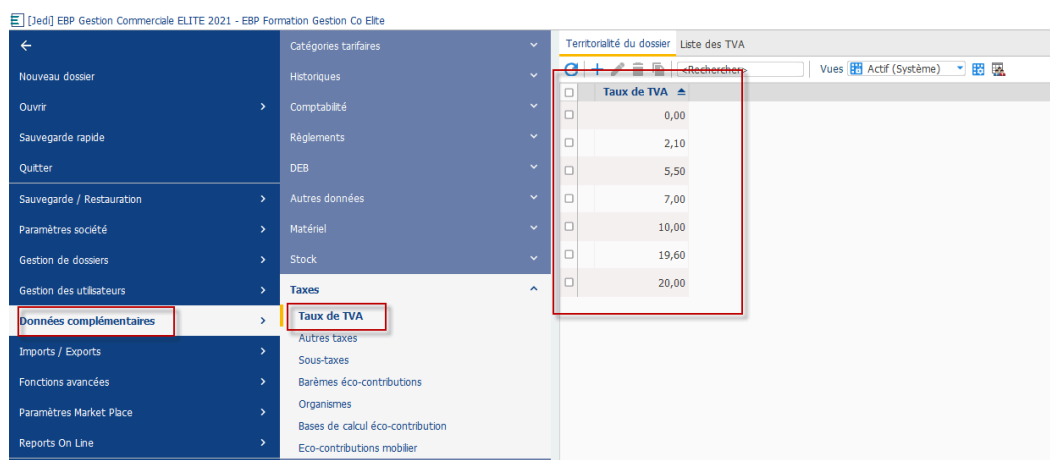 [Jedi] EBP Gestion Commerciale ELITE 2021 - EBP Formation Gestion Co Elite
Nouveau dossier
Ouvrir
Sauvegarde rapide
Quitter
Sauvegarde / Restauration
Paramètres société
Gestion de dossiers
Gestion des utilisateurs
Données complémentaires
Imports / Exports
Fonctions avancées
Paramètres Market Place
Reports On Line
Catégories tarifaires
Historiques
Comptabilité
Règlements
DEB
Autres données
Matériel
Stock
Taxes
Taux de TVA
Autres taxes
Sous-taxes
Barèmes éco-contributions
Organismes
Bases de calcul éco-contribution
Eco-contributions mobilier
Territorialité du dossier Liste des TVA
<Rechercher> Vues Actif (Système)
Taux de TVA
0,00
2,10
5,50
7,00
10,00
19,60
20,00